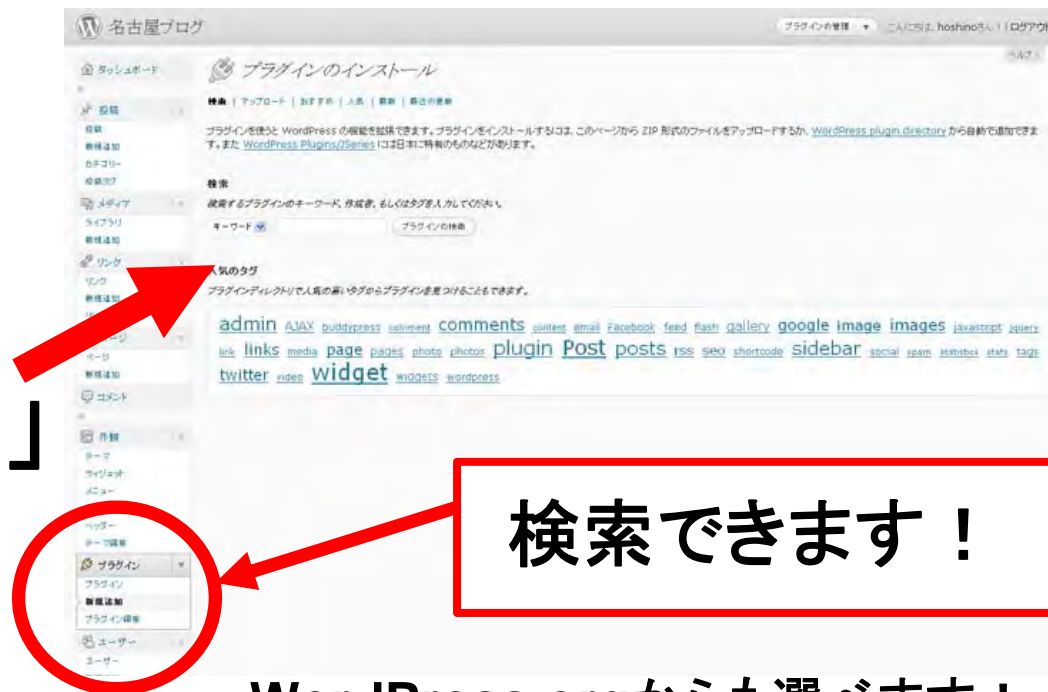 名古屋ブログ
プラグインの管理
こんにちは、hoshinoさん ! | ログアウト
ヘルプ
ダッシュボード
プラグインのインストール
検索 | アップロード | おすすめ | 人気 | 最新 | 最近の更新
プラグインを使うと WordPress の機能を拡張できます。プラグインをインストールするには、このページから ZIP 形式のファイルをアップロードするか、WordPress plugin directory から自動で追加できま
す。また WordPress Plugins/JSeries には日本に特有のものなどがあります。
投稿
投稿
新規追加
カテゴリー
投稿タグ
検索
検索するプラグインのキーワード、作成者、もしくはタグを入力してください。
キーワード
プラグインの検索
メディア
ライブラリ
新規追加
リンク
リンク
新規追加
人気のタグ
プラグインディレクトリで人気の高いタグからプラグインを見つけることもできます。
admin AJAX buddypress comment comments content email Facebook feed flash gallery google image images javascript jquery
link links media page pages photo photos plugin Post posts rss seo shortcode sidebar social spam statistics stats tags
twitter video widget widgets wordpress
ページ
新規追加
コメント
」
外観
テーマ
ウィジェット
メニュー
ヘッダー
テーマ編集
プラグイン
プラグイン
新規追加
プラグイン編集
ユーザー
ユーザー
検索できます！
WordPress.orgからも選べます！